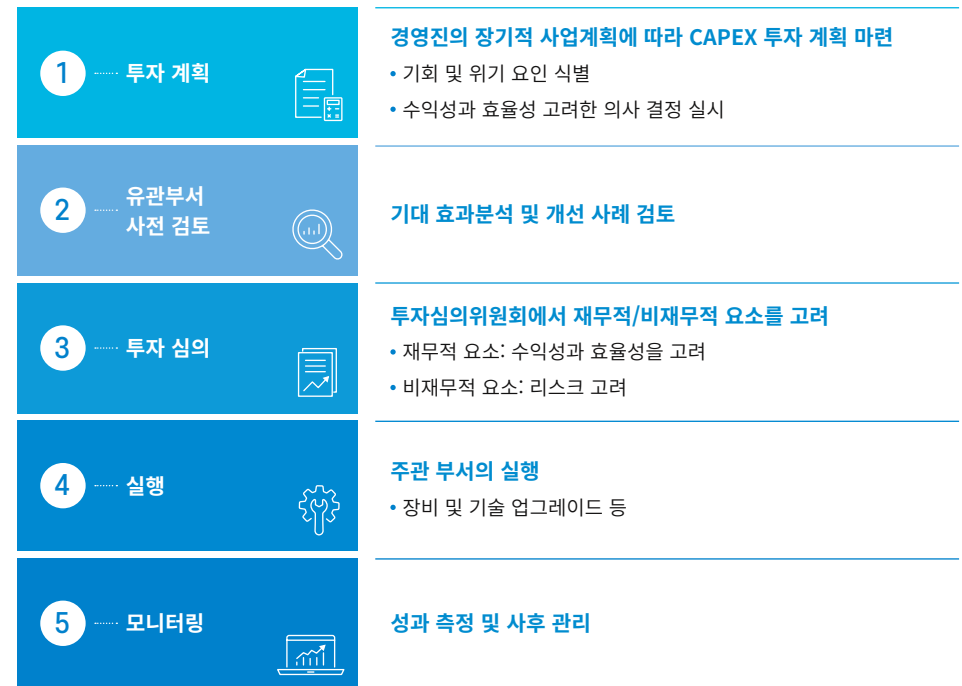 1 투자 계획
경영진의 장기적 사업계획에 따라 CAPEX 투자 계획 마련
• 기회 및 위기 요인 식별
• 수익성과 효율성 고려한 의사 결정 실시
2 유관부서
사전 검토
기대 효과분석 및 개선 사례 검토
3 투자 심의
투자심의위원회에서 재무적/비재무적 요소를 고려
• 재무적 요소: 수익성과 효율성을 고려
• 비재무적 요소: 리스크 고려
4 실행
주관 부서의 실행
• 장비 및 기술 업그레이드 등
5 모니터링
성과 측정 및 사후 관리